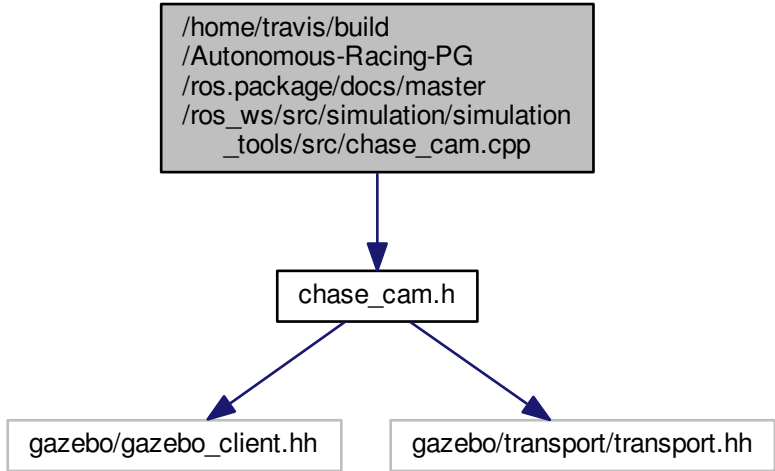 /home/travis/build
/Autonomous-Racing-PG
/ros.package/docs/master
/ros_ws/src/simulation/simulation
_tools/src/chase_cam.cpp
chase_cam.h
gazebo/gazebo_client.hh
gazebo/transport/transport.hh